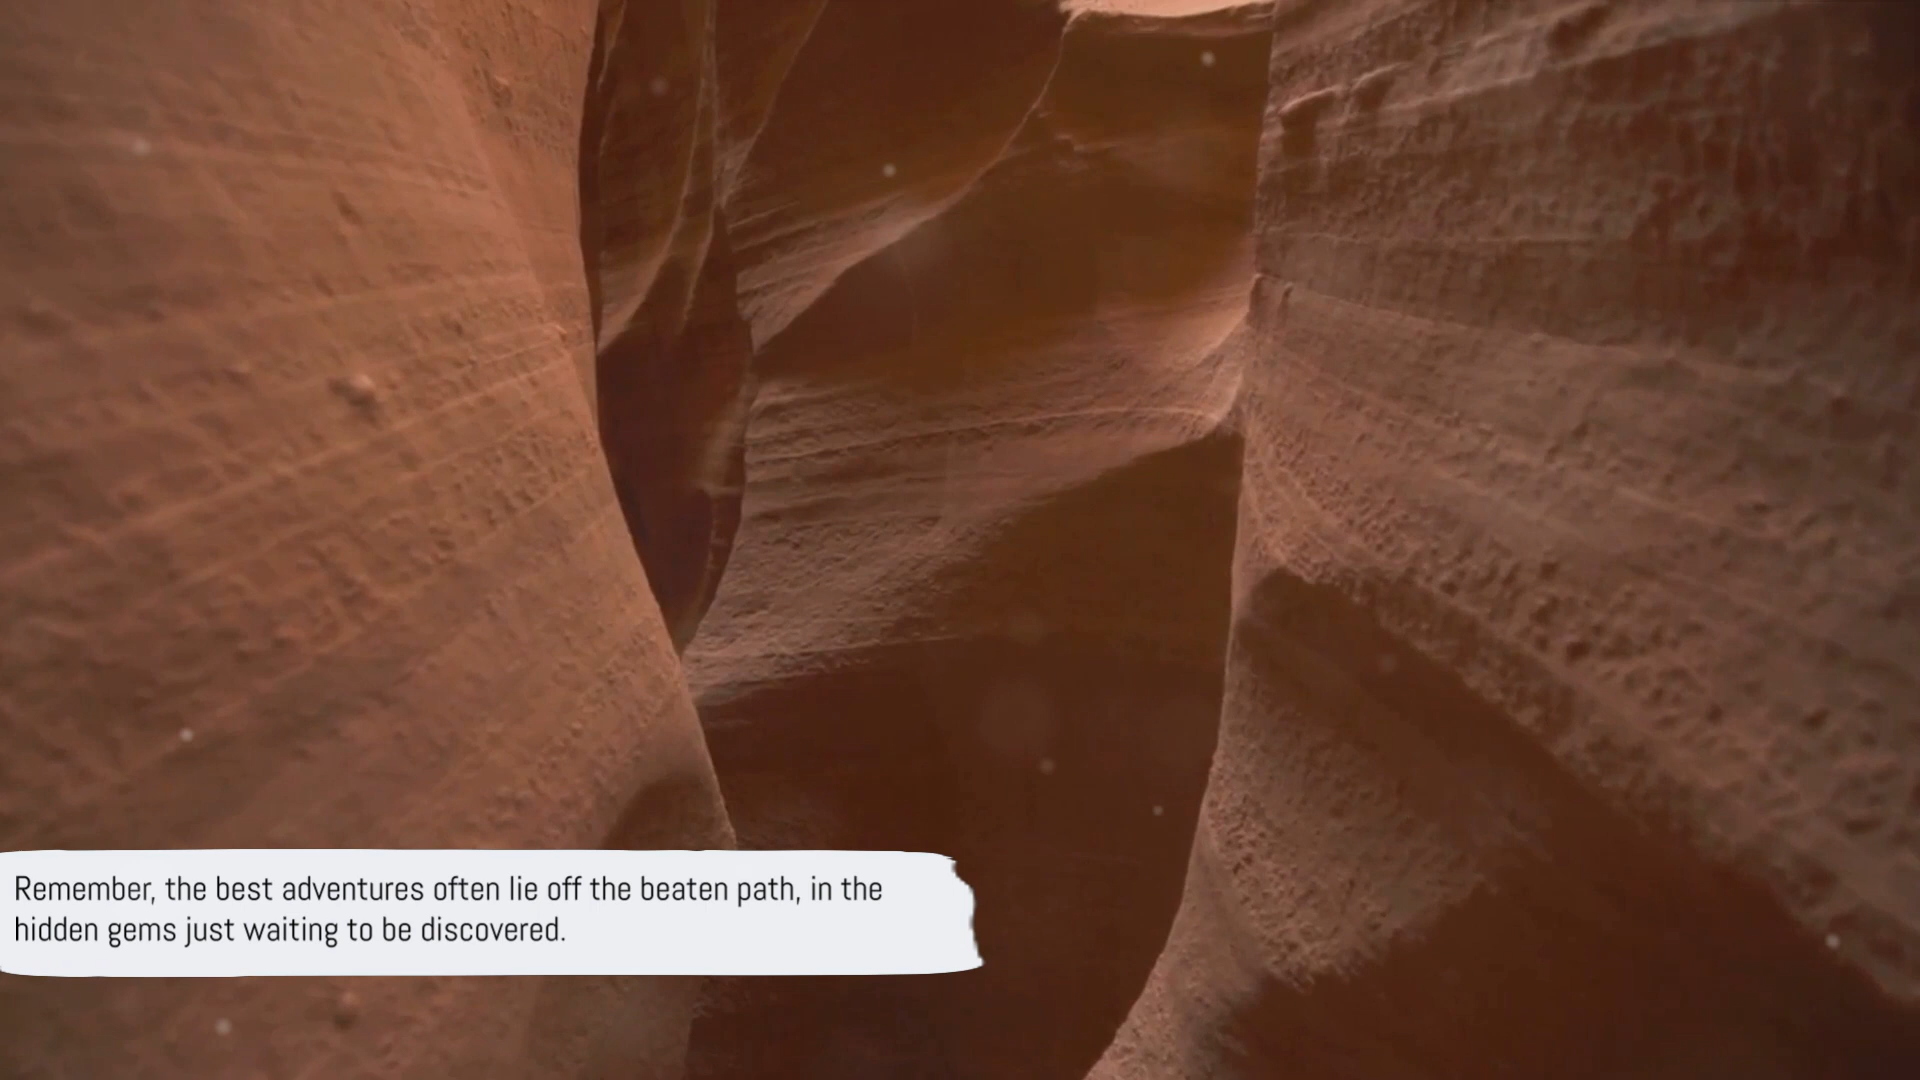 Remember, the best adventures often lie off the beaten path, in the
hidden gems just waiting to be discovered.